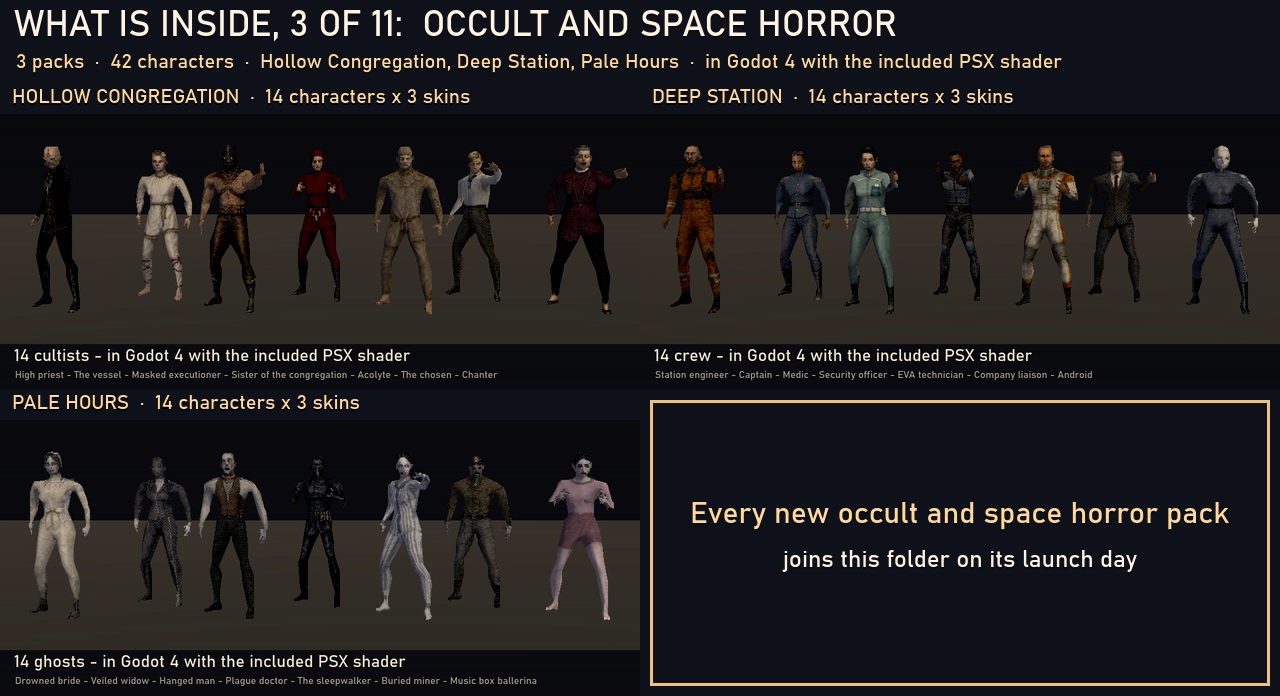 WHAT IS INSIDE, 3 OF 11: OCCULT AND SPACE HORROR
3 packs · 42 characters · Hollow Congregation, Deep Station, Pale Hours · in Godot 4 with the included PSX shader
HOLLOW CONGREGATION · 14 characters x 3 skins
DEEP STATION · 14 characters x 3 skins
14 cultists - in Godot 4 with the included PSX shader
High priest - The vessel - Masked executioner - Sister of the congregation - Acolyte - The chosen - Chanter
14 crew - in Godot 4 with the included PSX shader
Station engineer - Captain - Medic - Security officer - EVA technician - Company liaison - Android
PALE HOURS · 14 characters x 3 skins
14 ghosts - in Godot 4 with the included PSX shader
Drowned bride - Veiled widow - Hanged man - Plague doctor - The sleepwalker - Buried miner - Music box ballerina
Every new occult and space horror pack
joins this folder on its launch day